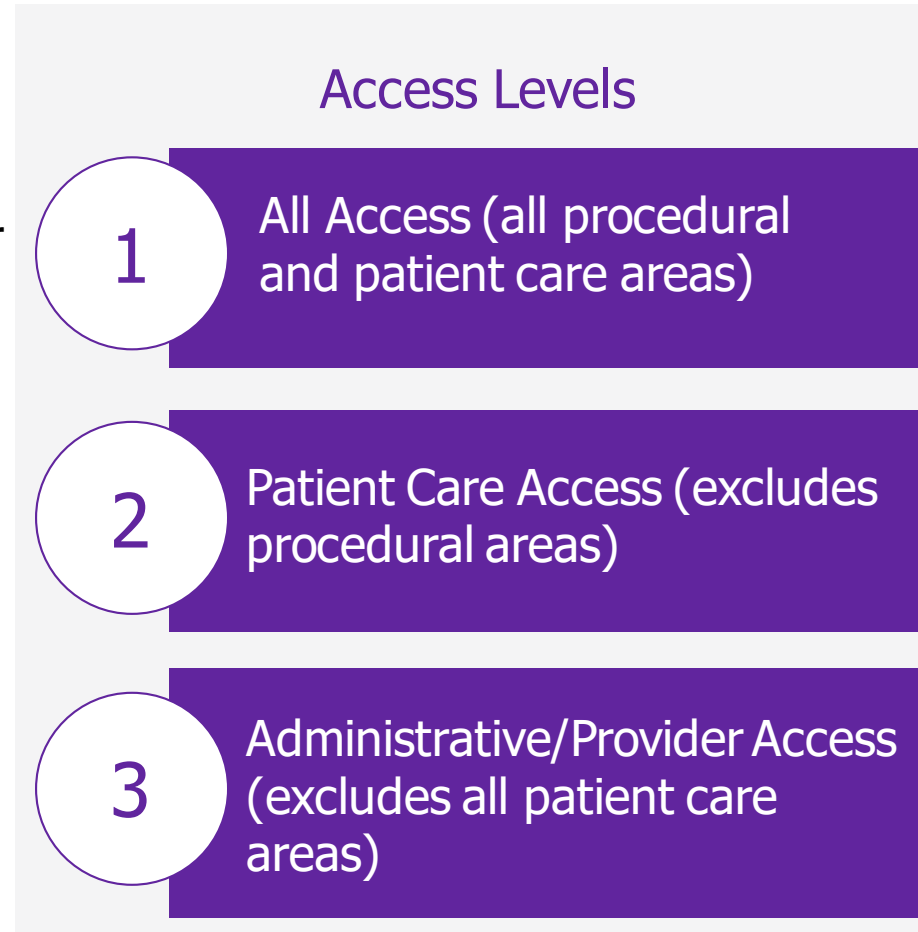 Access Levels
1
All Access (all procedural
and patient care areas)
2
Patient Care Access (excludes
procedural areas)
3
Administrative/Provider Access
(excludes all patient care
areas)